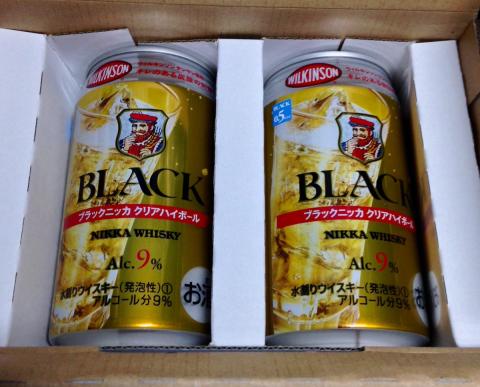 WILKINSON
BLACK
ブラックニッカ クリアハイボール
NIKKA WHISKY
Alc.9%
水割りウイスキー(発泡性)①
アルコール分9%
お酒
WILKINSON
BLACK
BLACK
ブラックニッカ クリアハイボール
NIKKA WHISKY
Alc.9%
水割りウイスキー(発泡性)①
アルコール分9%